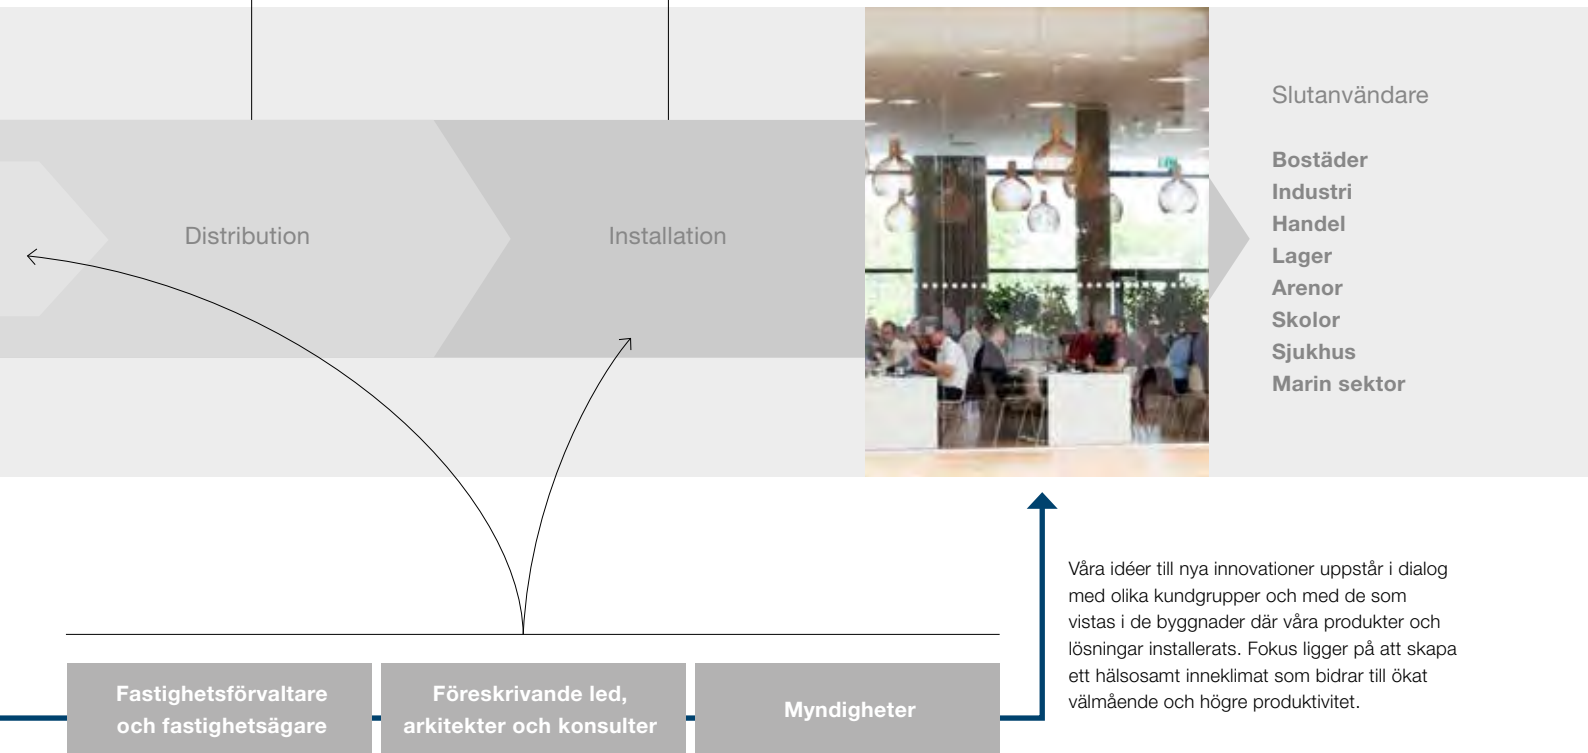 Distribution
Installation
Slutanvändare
Bostäder
Industri
Handel
Lager
Arenor
Skolor
Sjukhus
Marin sektor
Våra idéer till nya innovationer uppstår i dialog
med olika kundgrupper och med de som
vistas i de byggnader där våra produkter och
lösningar installerats. Fokus ligger på att skapa
ett hälsosamt inneklimat som bidrar till ökat
välmående och högre produktivitet.
Fastighetsförvaltare
och fastighetsägare
Föreskrivande led,
arkitekter och konsulter
Myndigheter